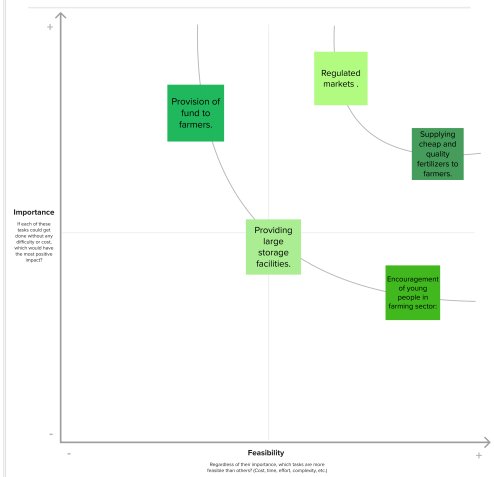 +
Regulated
markets .
Provision of
fund to
farmers.
Supplying
cheap and
quality
fertilizers to
farmers.
Importance
If each of these
tasks could get
done without any
difficulty or cost,
which would have
the most positive
impact?
Providing
large
storage
facilities.
Encouragement
of young
people in
farming sector:
-
-
Feasibility
+
Regardless of their importance, which tasks are more
feasible than others? (Cost, time, effort, complexity, etc.)